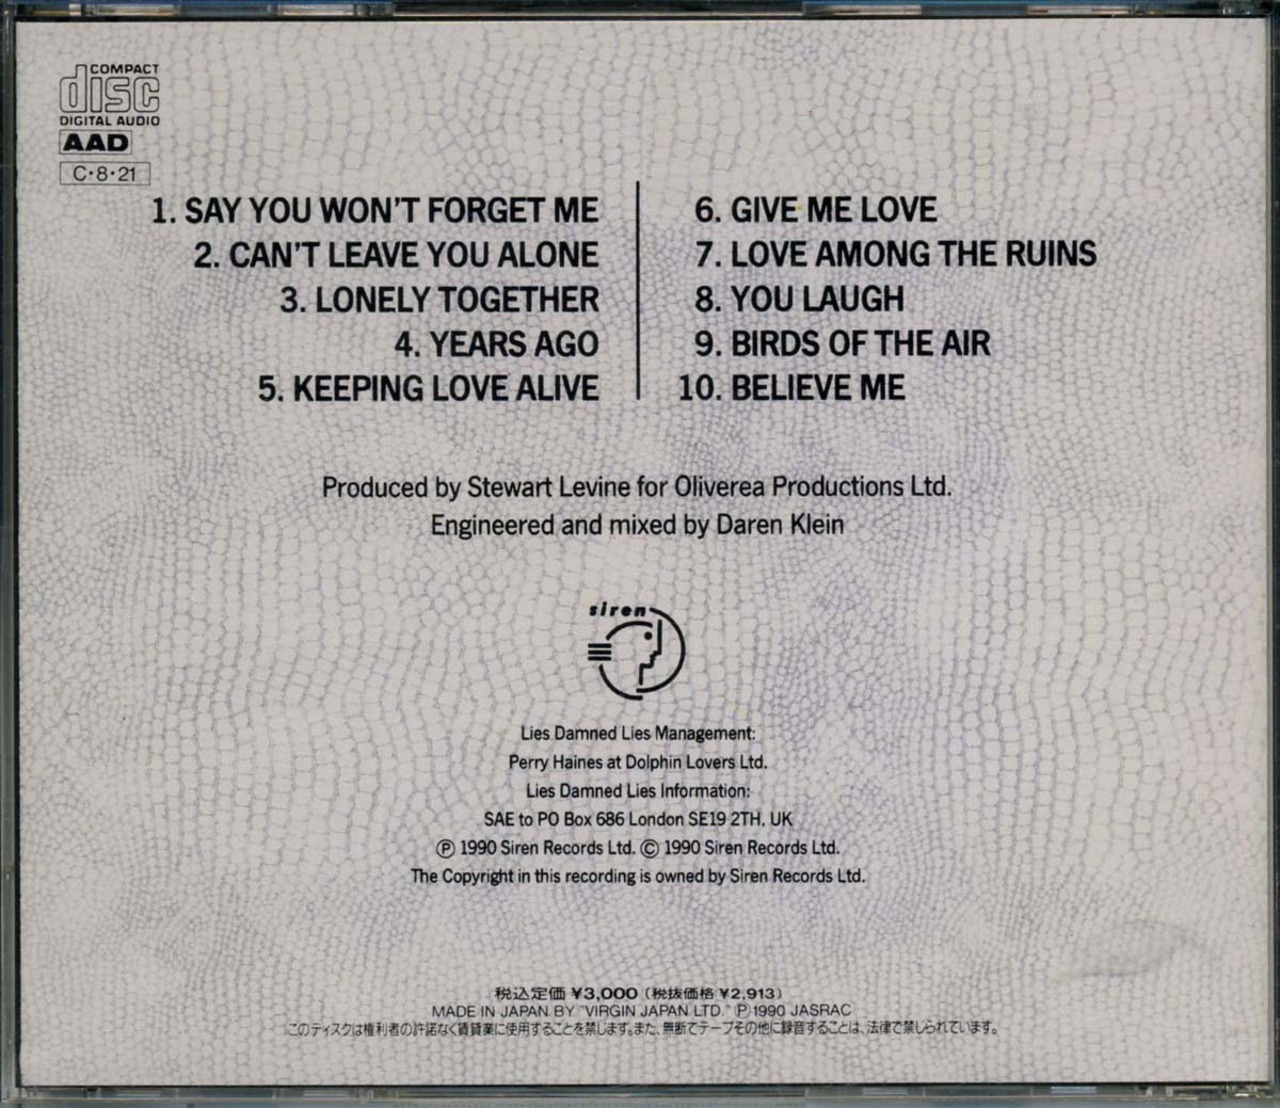 COMPACT
disc
DIGITAL AUDIO
AAD
C・8・21
1. SAY YOU WON'T FORGET ME
2. CAN'T LEAVE YOU ALONE
3. LONELY TOGETHER
4. YEARS AGO
5. KEEPING LOVE ALIVE
6. GIVE ME LOVE
7. LOVE AMONG THE RUINS
8. YOU LAUGH
9. BIRDS OF THE AIR
10. BELIEVE ME
Produced by Stewart Levine for Oliverea Productions Ltd.
Engineered and mixed by Daren Klein
siren
Lies Damned Lies Management:
Perry Haines at Dolphin Lovers Ltd.
Lies Damned Lies Information:
SAE to PO Box 686 London SE19 2TH, UK
Ⓟ 1990 Siren Records Ltd. © 1990 Siren Records Ltd.
The Copyright in this recording is owned by Siren Records Ltd.
税込定価 ¥3,000（税抜価格 ¥2,913）
MADE IN JAPAN BY "VIRGIN JAPAN LTD." Ⓟ 1990 JASRAC
このディスクは権利者の許諾なく賃貸業に使用することを禁じます。また、無断でテープその他に録音することは、法律で禁じられています。